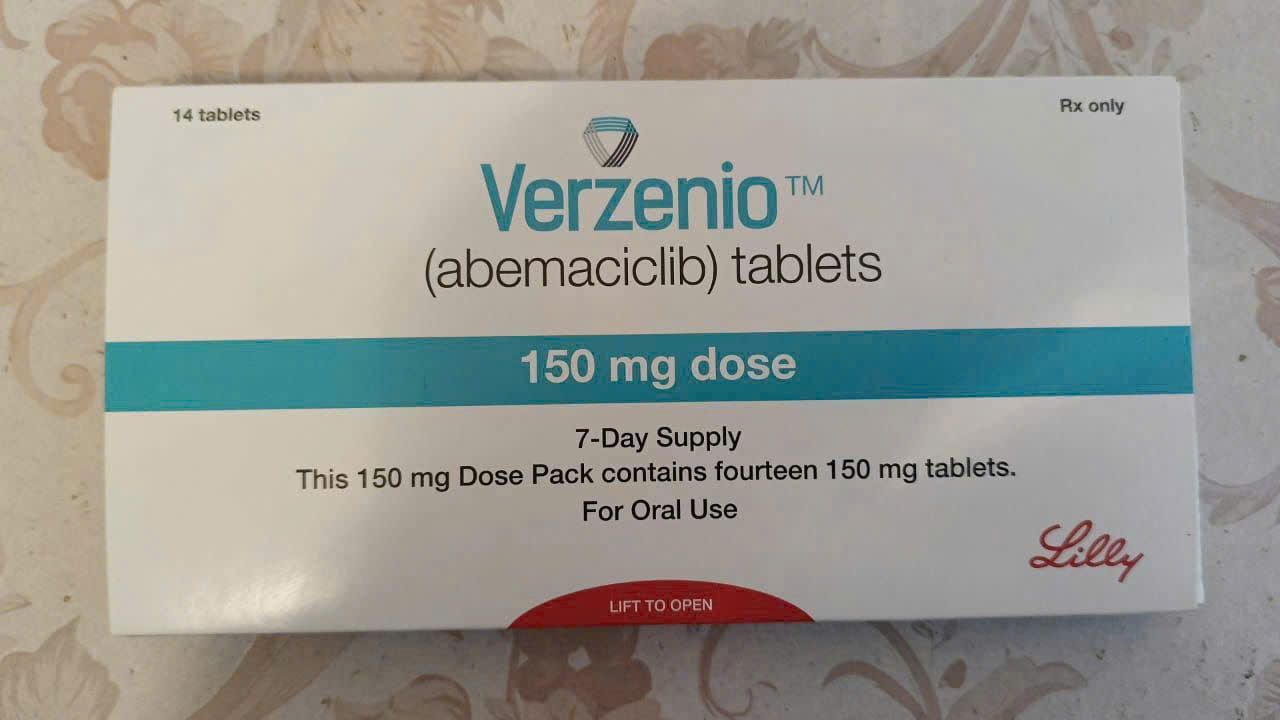 14 tablets
Rx only
Verzenio™
(abemaciclib) tablets
150 mg dose
7-Day Supply
This 150 mg Dose Pack contains fourteen 150 mg tablets.
For Oral Use
Lilly
LIFT TO OPEN